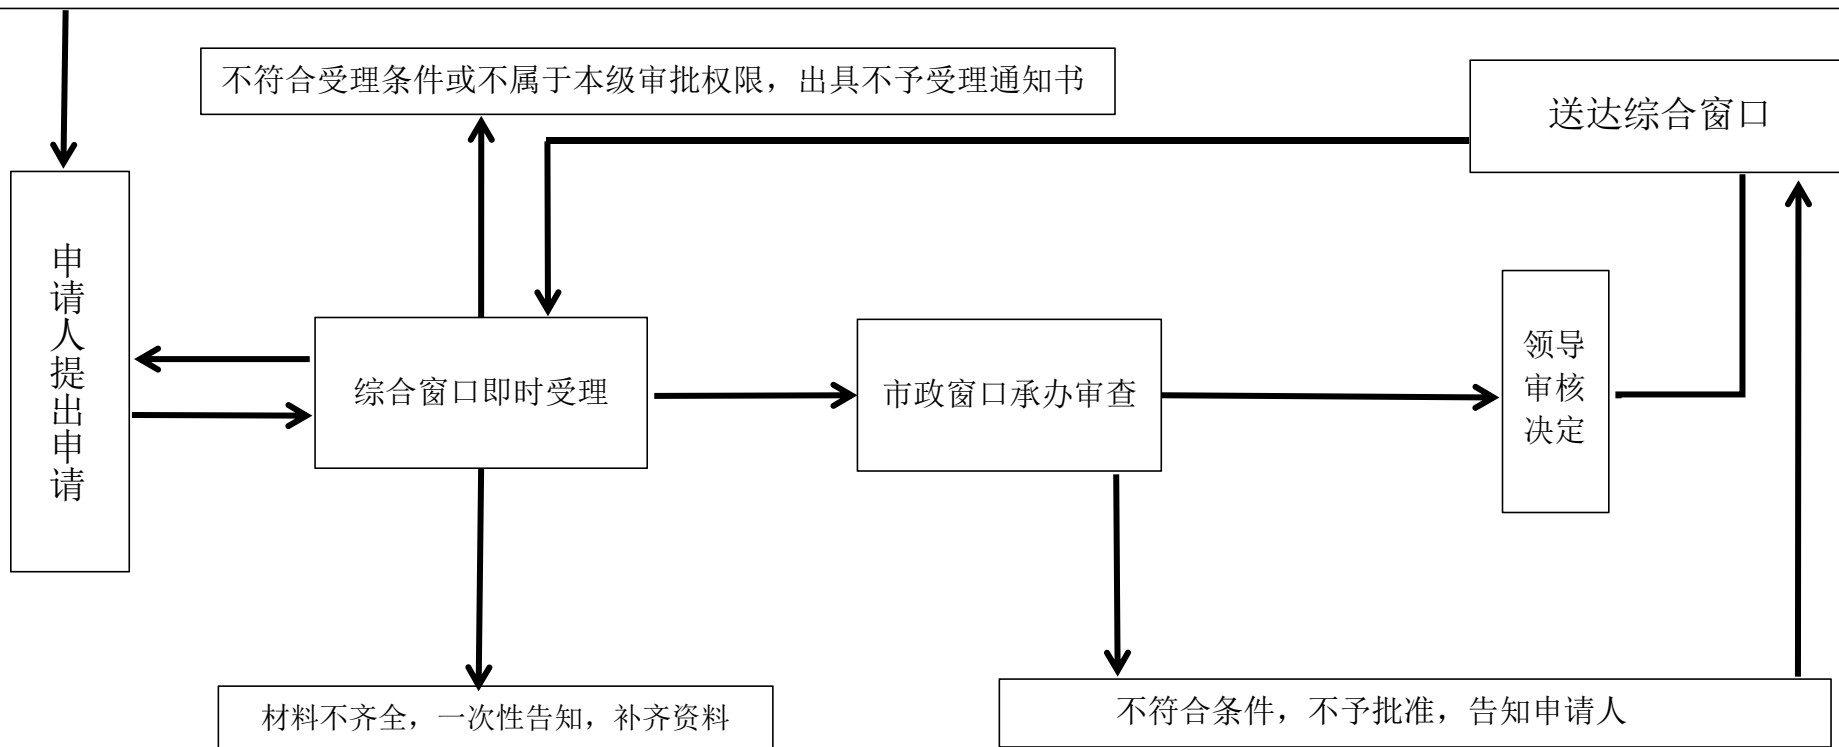 不符合受理条件或不属于本级审批权限，出具不予受理通知书
送达综合窗口
申请人提出申请
综合窗口即时受理
市政窗口承办审查
领导
审核
决定
材料不齐全，一次性告知，补齐资料
不符合条件，不予批准，告知申请人